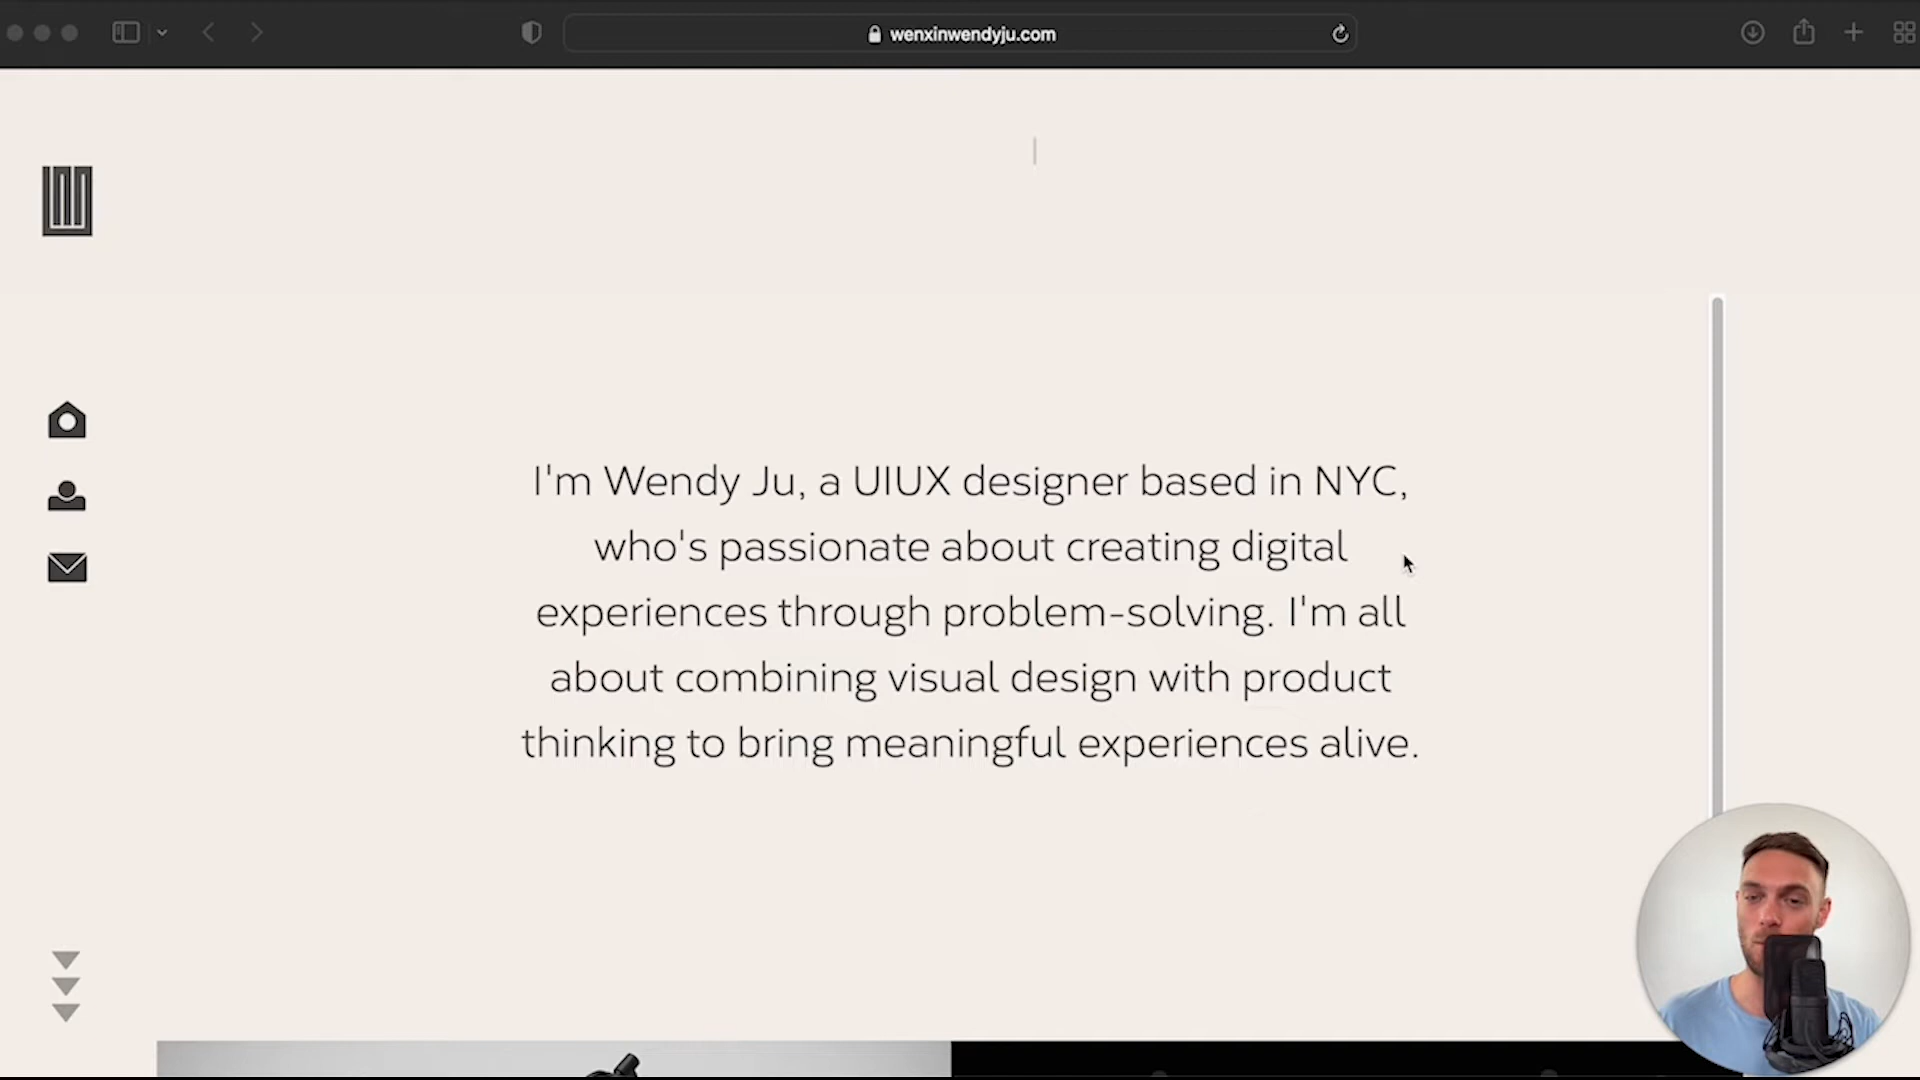 wenxinwendyju.com
I'm Wendy Ju, a UIUX designer based in NYC,
who's passionate about creating digital
experiences through problem-solving. I'm all
about combining visual design with product
thinking to bring meaningful experiences alive.